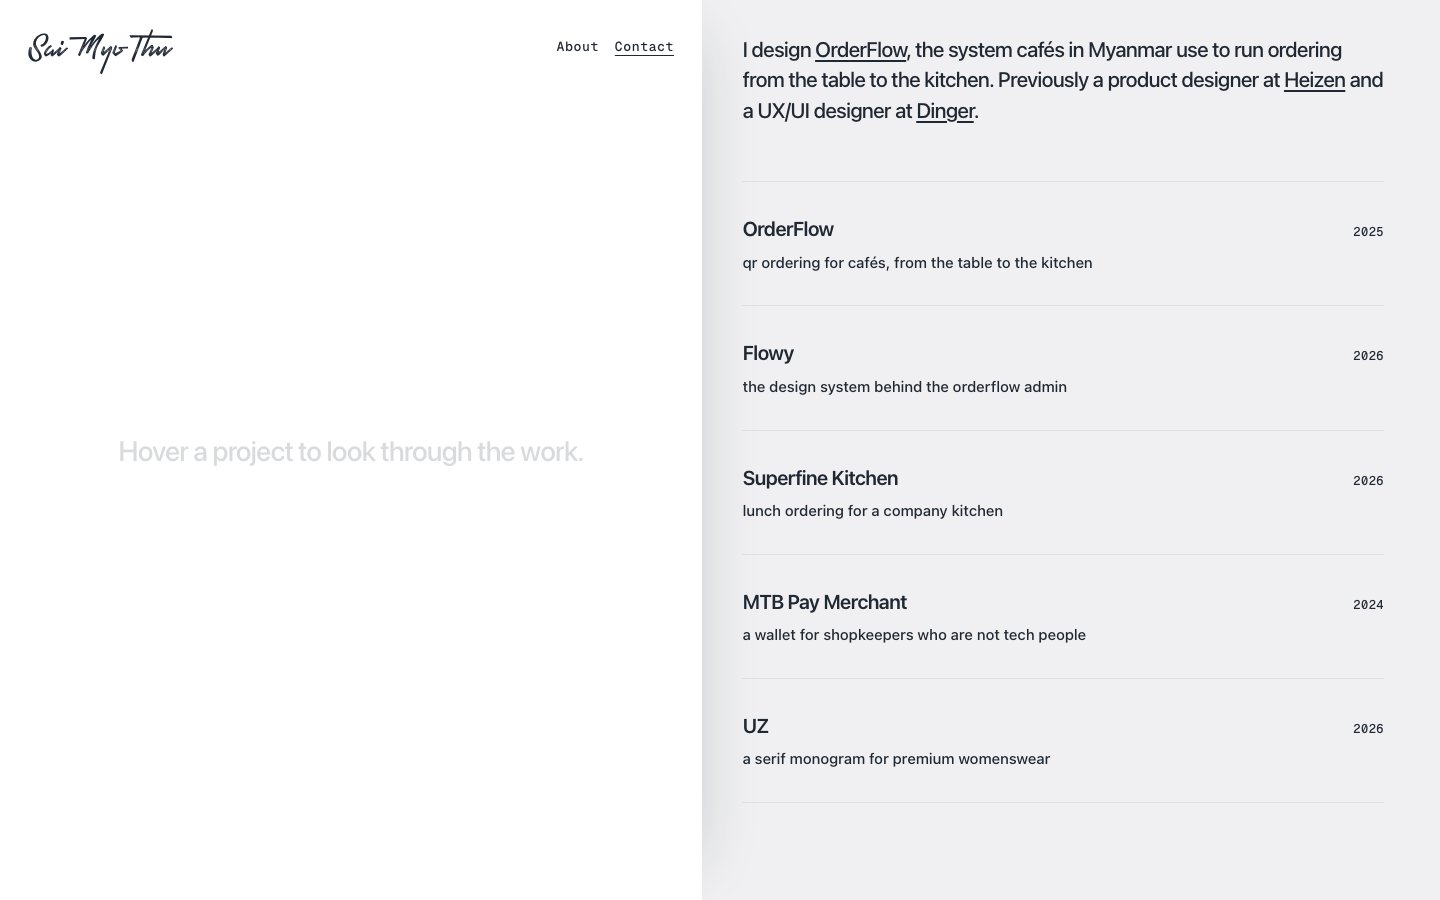 Sai Myo Thu
About Contact
I design OrderFlow, the system cafés in Myanmar use to run ordering
from the table to the kitchen. Previously a product designer at Heizen and
a UX/UI designer at Dinger.
OrderFlow 2025
qr ordering for cafés, from the table to the kitchen
Flowy 2026
the design system behind the orderflow admin
Hover a project to look through the work.
Superfine Kitchen 2026
lunch ordering for a company kitchen
MTB Pay Merchant 2024
a wallet for shopkeepers who are not tech people
UZ 2026
a serif monogram for premium womenswear